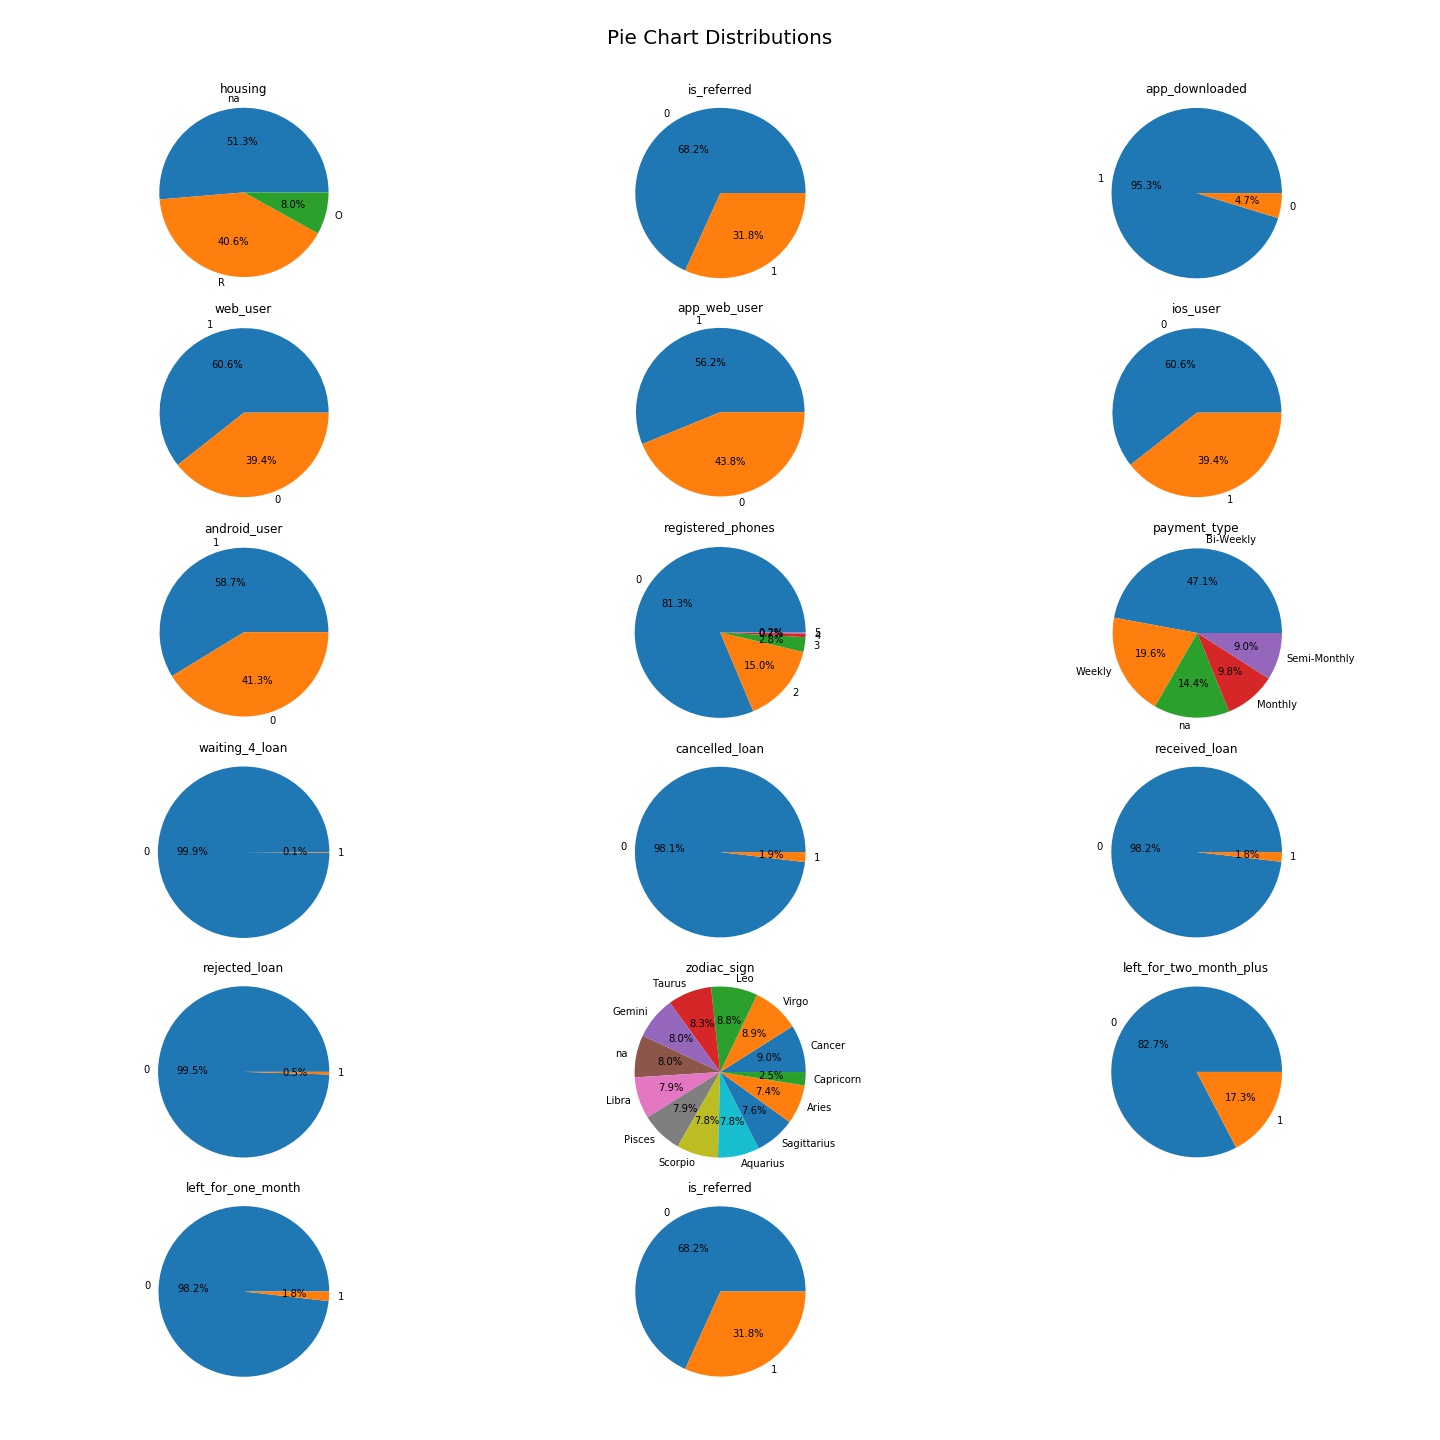 Pie Chart Distributions
housing
na
51.3%
8.0%
O
40.6%
R
is_referred
0
68.2%
31.8%
1
app_downloaded
1
95.3%
4.7%
0
web_user
1
60.6%
39.4%
0
app_web_user
1
56.2%
43.8%
0
ios_user
0
60.6%
39.4%
1
android_user
1
58.7%
41.3%
0
registered_phones
0
81.3%
0.2%
5
4
2.8%
3
15.0%
2
payment_type
Bi-Weekly
47.1%
19.6%
Weekly
9.0%
Semi-Monthly
14.4%
9.8%
Monthly
na
waiting_4_loan
0
99.9%
0.1%
1
cancelled_loan
0
98.1%
1.9%
1
received_loan
0
98.2%
1.8%
1
rejected_loan
0
99.5%
0.5%
1
zodiac_sign
Leo
Taurus
Virgo
Gemini
8.3%
8.8%
8.9%
8.0%
Cancer
na
8.0%
9.0%
2.5%
Capricorn
7.9%
7.4%
Libra
Aries
7.9%
7.6%
7.8%
7.8%
Pisces
Sagittarius
Scorpio
Aquarius
left_for_two_month_plus
0
82.7%
17.3%
1
left_for_one_month
0
98.2%
1.8%
1
is_referred
0
68.2%
31.8%
1